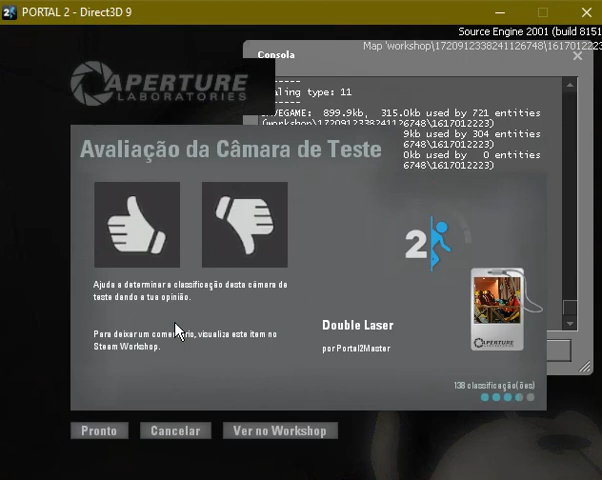 PORTAL 2 - Direct3D 9
Source Engine 2001 (build 8151
Map 'workshop\1720912338241126748\1617012223
Consola
APERTURE
LABORATORIES
aling type: 11
EGAME: 899.9kb, 315.0kb used by 721 entities
(workshop\1720912338241126748\1617012223)
9kb used by 304 entities
6748\1617012223)
0kb used by 0 entities
6748\1617012223)
Avaliação da Câmara de Teste
2
Ajuda a determinar a classificação desta câmara de
teste dando a tua opinião.
Para deixar um comentário, visualiza este item no
Steam Workshop.
Double Laser
por Portal2Master
APERTURE
138 classificação(ões)
Pronto
Cancelar
Ver no Workshop